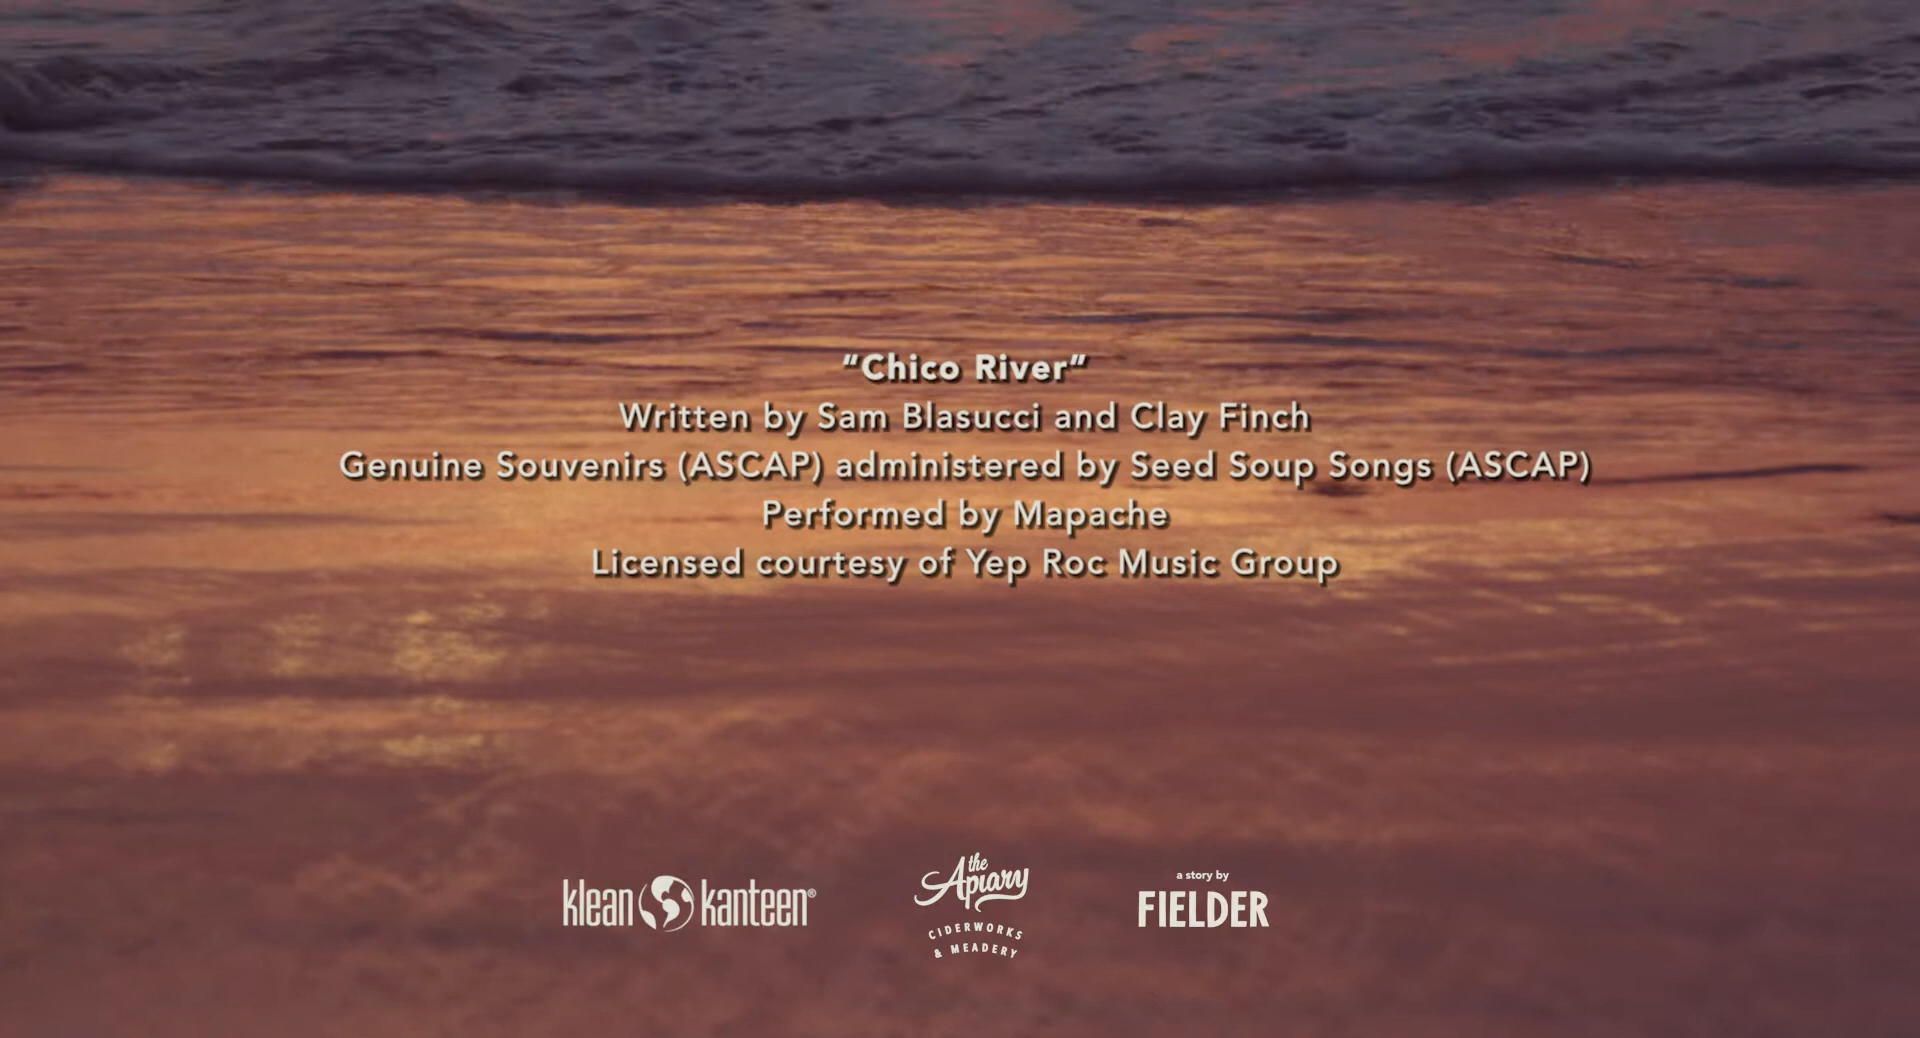 “Chico River”
Written by Sam Blasucci and Clay Finch
Genuine Souvenirs (ASCAP) administered by Seed Soup Songs (ASCAP)
Performed by Mapache
Licensed courtesy of Yep Roc Music Group
klean kanteen®
the
Apiary
CIDERWORKS
& MEADERY
a story by
FIELDER